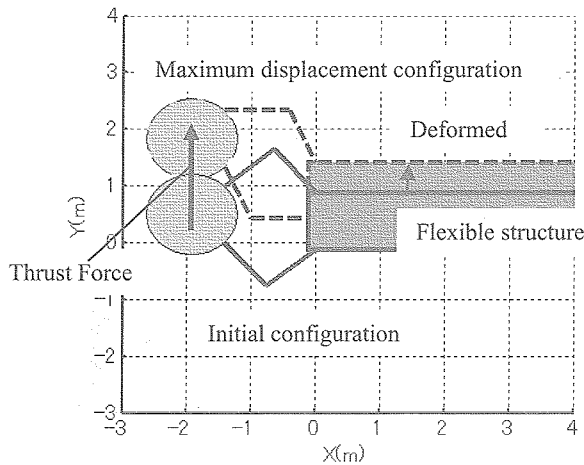 4
3
Maximum displacement configuration
2
Deformed
1
Y(m)
0
Flexible structure
Thrust Force
-1
Initial configuration
-2
-3
-3 -2 -1 0 1 2 3 4
X(m)